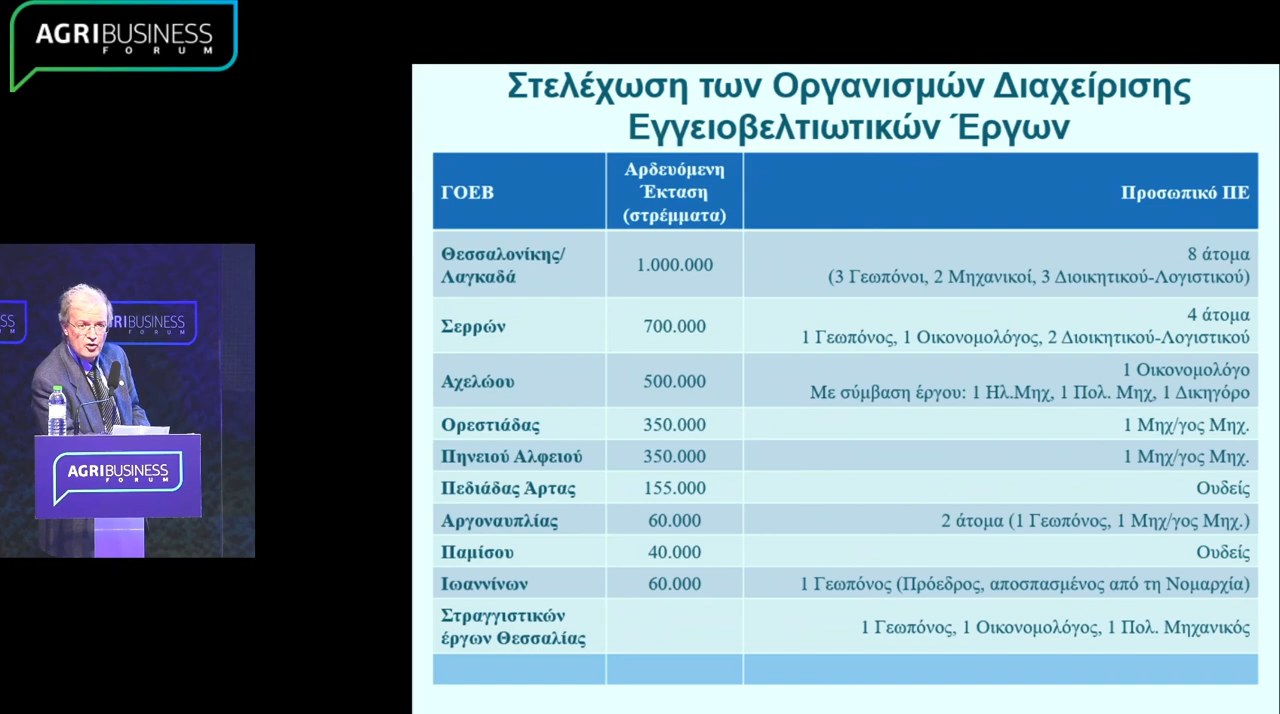 AGRIBUSINESS
FORUM
Στελέχωση των Οργανισμών Διαχείρισης
Εγγειοβελτιωτικών Έργων
ΓΟΕΒ
Αρδευόμενη
Έκταση
(στρέμματα)
Προσωπικό ΠΕ
Θεσσαλονίκης/
Λαγκαδά
1.000.000
8 άτομα
(3 Γεωπόνοι, 2 Μηχανικοί, 3 Διοικητικού-Λογιστικού)
Σερρών
700.000
4 άτομα
1 Γεωπόνος, 1 Οικονομολόγος, 2 Διοικητικού-Λογιστικού
Αχελώου
500.000
1 Οικονομολόγο
Με σύμβαση έργου: 1 Ηλ.Μηχ, 1 Πολ. Μηχ, 1 Δικηγόρο
Ορεστιάδας
350.000
1 Μηχ/γος Μηχ.
Πηνειού Αλφειού
350.000
1 Μηχ/γος Μηχ.
Πεδιάδας Άρτας
155.000
Ουδείς
Αργοναυπλίας
60.000
2 άτομα (1 Γεωπόνος, 1 Μηχ/γος Μηχ.)
Παμίσου
40.000
Ουδείς
Ιωαννίνων
60.000
1 Γεωπόνος (Πρόεδρος, αποσπασμένος από τη Νομαρχία)
Στραγγιστικών
έργων Θεσσαλίας
1 Γεωπόνος, 1 Οικονομολόγος, 1 Πολ. Μηχανικός
SS
RIBUSINESS
FORUM
AGRIBUSINESS
FORUM